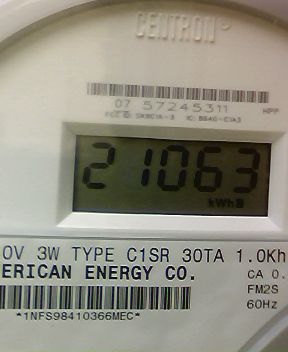 CENTRON®
07 57245311 HPP
21063
kWh
0V 3W TYPE C1SR 30TA 1.0Kh
ERICAN ENERGY CO.
CA 0.
FM2S
60Hz
*1NFS98410366MEC*